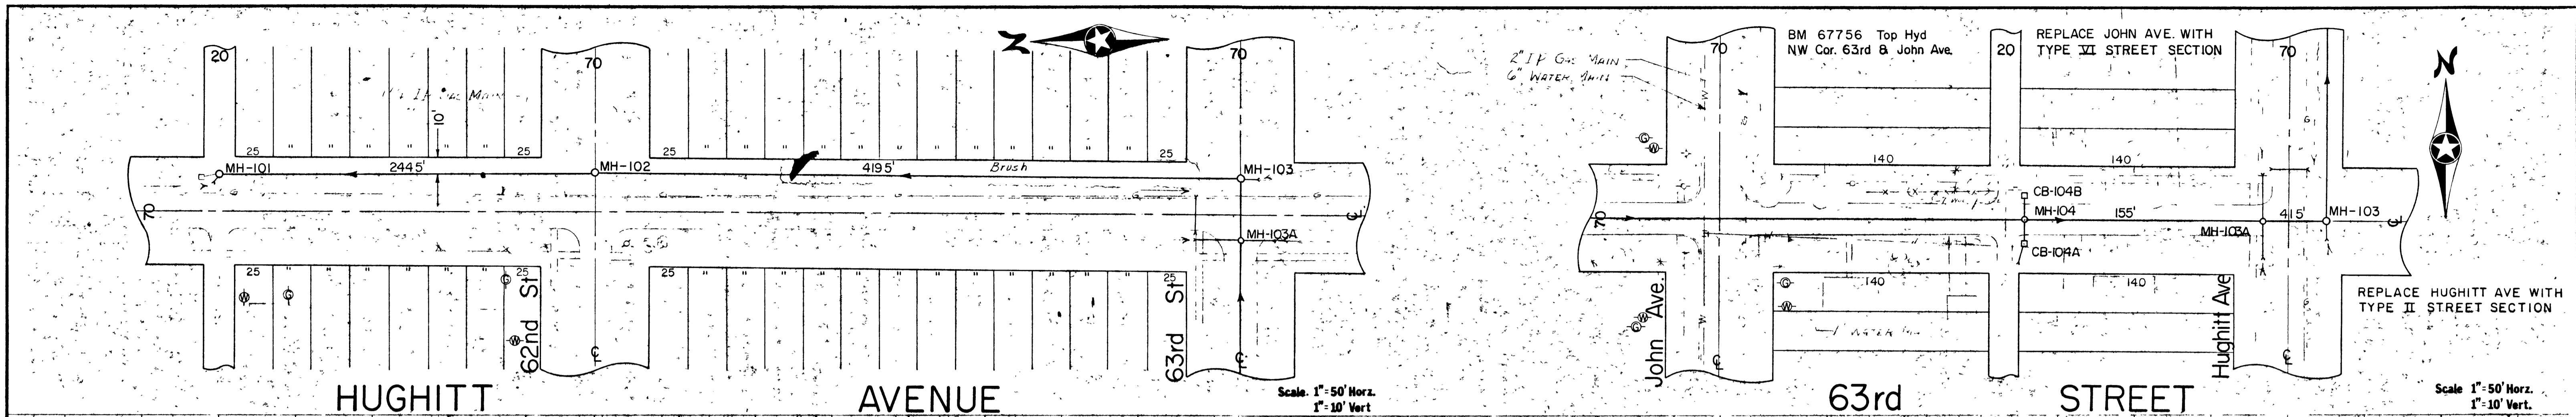 20
70
N
70
BM 67756 Top Hyd
NW Cor. 63rd & John Ave.
20
REPLACE JOHN AVE. WITH
TYPE VI STREET SECTION
70
70
N
2" I P Gas MAIN
6" WATER MAIN
10'
25 " " " " " " 25
25 " " " " " " " " " " " " 25
MH-101
2445'
MH-102
4195'
Brush
MH-103
70
℄
MH-103A
25 " " " " " " 25
25 " " " " " " " " " " " " 25
G
W
G
W
62nd St
℄
63rd St
℄
HUGHITT AVENUE
Scale. 1"=50' Horz.
1"=10' Vert
G
W
140
140
CB-104B
MH-104
155'
415'
MH-103
70
℄
MH-103A
CB-104A
140
140
G
W
W
G
REPLACE HUGHITT AVE WITH
TYPE II STREET SECTION
John Ave.
℄
Hughitt Ave
℄
63rd STREET
Scale 1"=50' Horz.
1"=10' Vert.